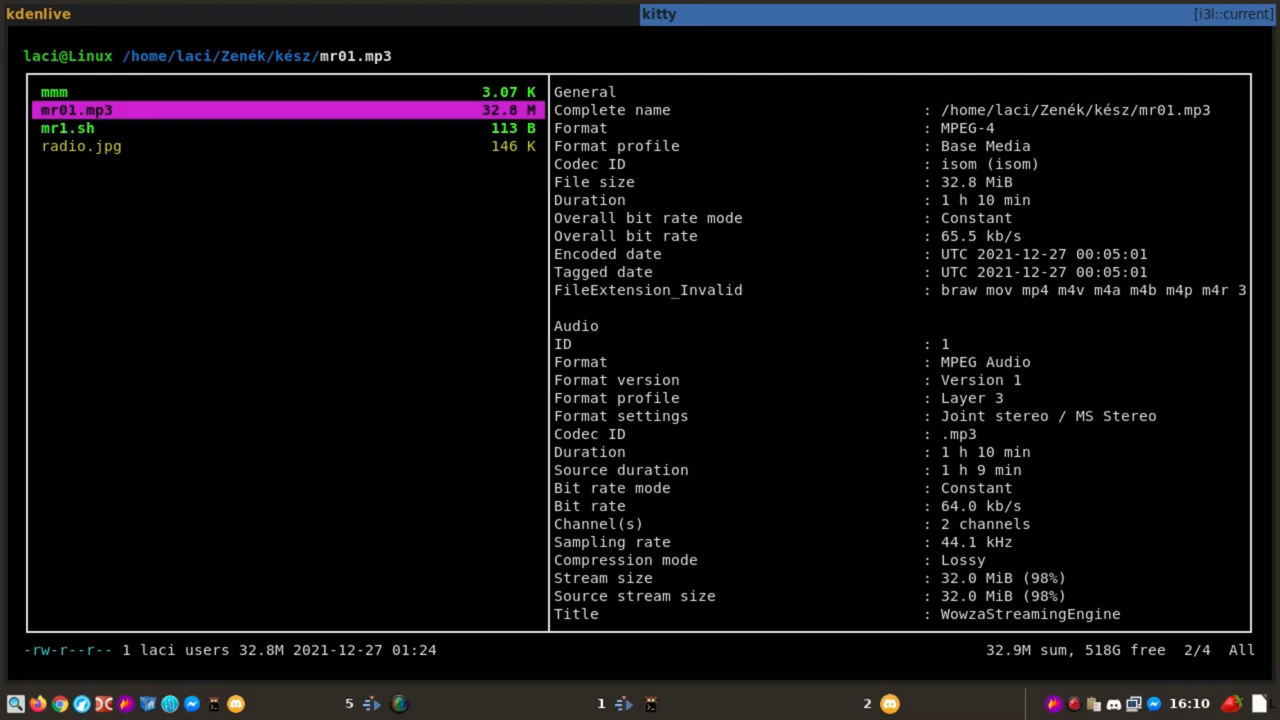 kdenlive
kitty [i3l::current]
laci@Linux /home/laci/Zenék/kész/mr01.mp3
mmm 3.07 K
mr01.mp3 32.8 M
mr1.sh 113 B
radio.jpg 146 K
General
Complete name : /home/laci/Zenék/kész/mr01.mp3
Format : MPEG-4
Format profile : Base Media
Codec ID : isom (isom)
File size : 32.8 MiB
Duration : 1 h 10 min
Overall bit rate mode : Constant
Overall bit rate : 65.5 kb/s
Encoded date : UTC 2021-12-27 00:05:01
Tagged date : UTC 2021-12-27 00:05:01
FileExtension_Invalid : braw mov mp4 m4v m4a m4b m4p m4r 3
Audio
ID : 1
Format : MPEG Audio
Format version : Version 1
Format profile : Layer 3
Format settings : Joint stereo / MS Stereo
Codec ID : .mp3
Duration : 1 h 10 min
Source duration : 1 h 9 min
Bit rate mode : Constant
Bit rate : 64.0 kb/s
Channel(s) : 2 channels
Sampling rate : 44.1 kHz
Compression mode : Lossy
Stream size : 32.0 MiB (98%)
Source stream size : 32.0 MiB (98%)
Title : WowzaStreamingEngine
-rw-r--r-- 1 laci users 32.8M 2021-12-27 01:24 32.9M sum, 518G free 2/4 All
5 1 2 16:10